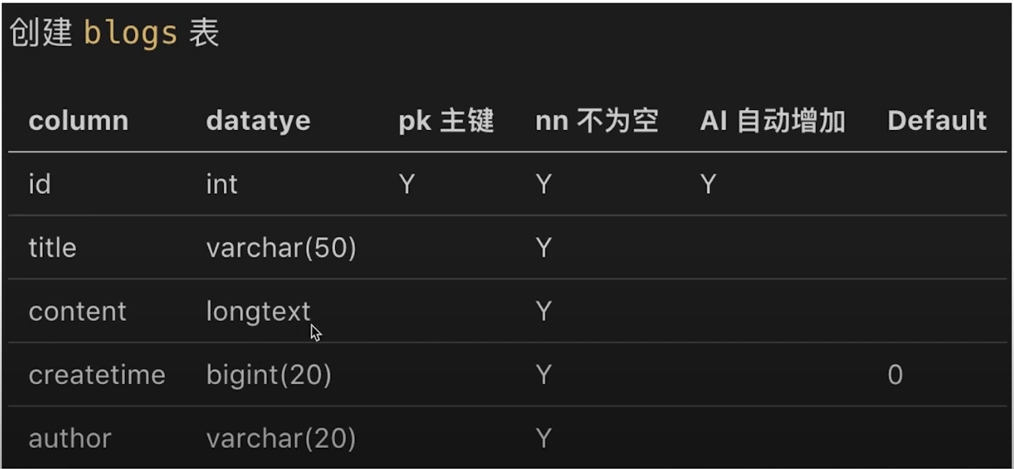 创建 blogs 表
column datatye pk 主键 nn 不为空 AI 自动增加 Default
id int Y Y Y
title varchar(50) Y
content longtext Y
createtime bigint(20) Y 0
author varchar(20) Y